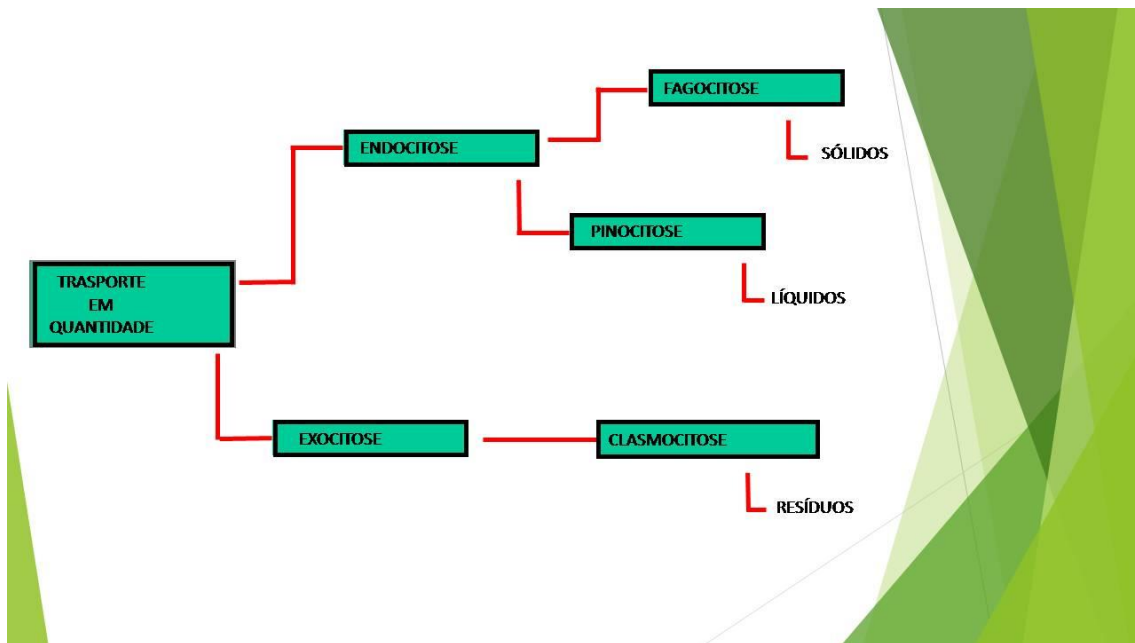 FAGOCITOSE
ENDOCITOSE
SÓLIDOS
PINOCITOSE
TRASPORTE
EM
QUANTIDADE
LÍQUIDOS
EXOCITOSE
CLASMOCITOSE
RESÍDUOS